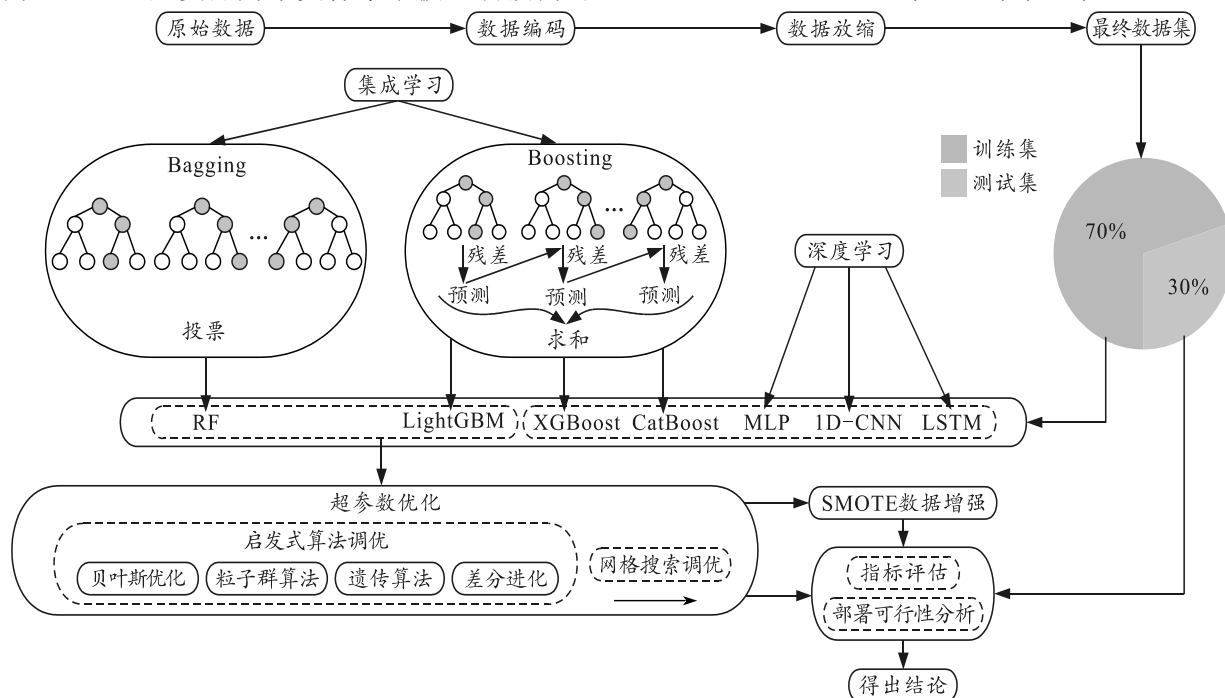 原始数据
数据编码
数据放缩
最终数据集
集成学习
Bagging
Boosting
训练集
测试集
...
...
70%
30%
残差
残差
残差
深度学习
预测
预测
预测
投票
求和
RF
LightGBM
XGBoost
CatBoost
MLP
1D-CNN
LSTM
超参数优化
启发式算法调优
贝叶斯优化
粒子群算法
遗传算法
差分进化
网格搜索调优
SMOTE数据增强
指标评估
部署可行性分析
得出结论